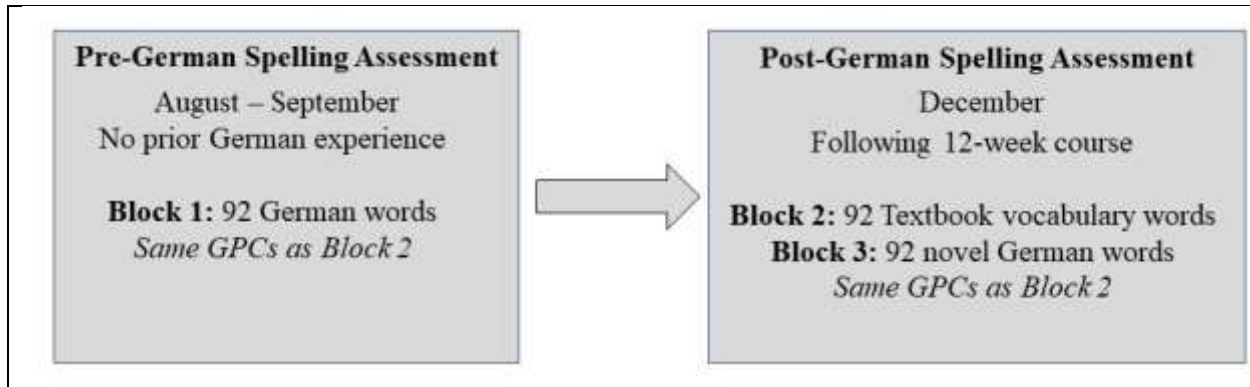 Pre-German Spelling Assessment
August – September
No prior German experience
Block 1: 92 German words
Same GPCs as Block 2
Post-German Spelling Assessment
December
Following 12-week course
Block 2: 92 Textbook vocabulary words
Block 3: 92 novel German words
Same GPCs as Block 2